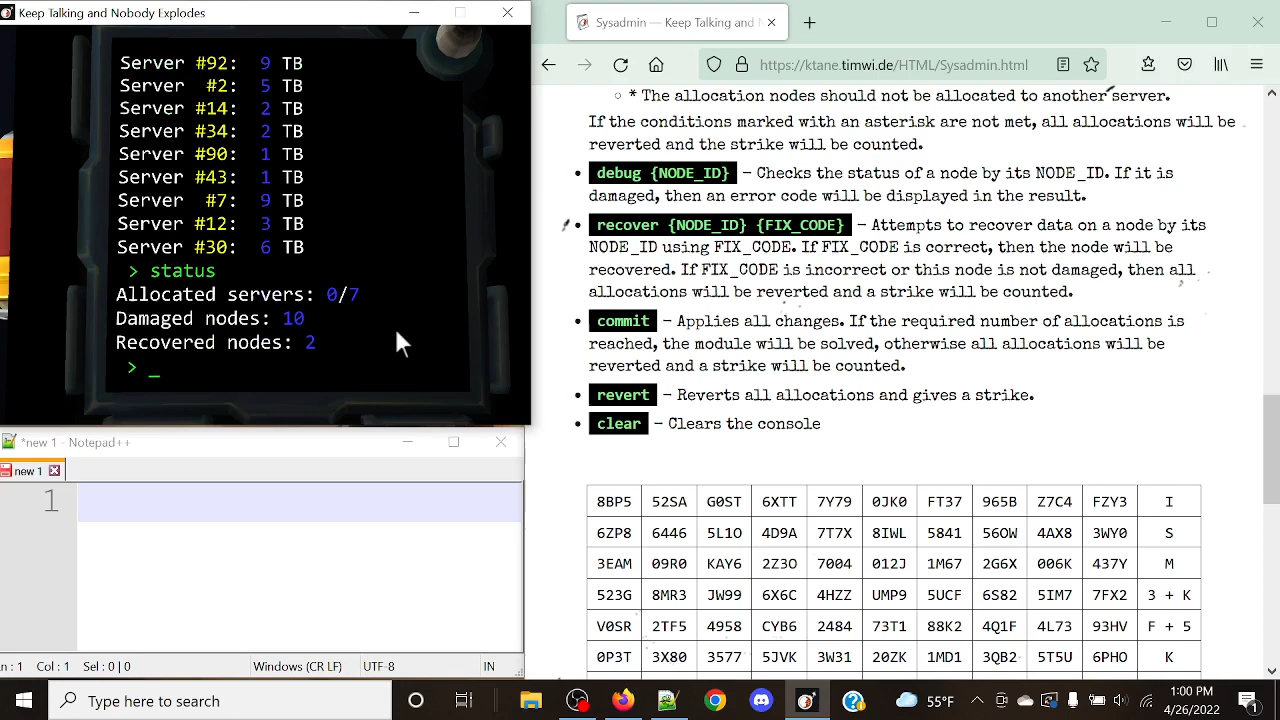 Keep Talking and Nobody Explodes
Server #92: 9 TB
Server #2: 5 TB
Server #14: 2 TB
Server #34: 2 TB
Server #90: 1 TB
Server #43: 1 TB
Server #7: 9 TB
Server #12: 3 TB
Server #30: 6 TB
> status
Allocated servers: 0/7
Damaged nodes: 10
Recovered nodes: 2
> _
*new 1 - Notepad++
new 1
1
Ln : 1 Col : 1 Sel : 0 | 0 Windows (CR LF) UTF-8 IN
Sysadmin — Keep Talking and N
https://ktane.timwi.de/HTML/Sysadmin.html
* The allocation nodes should not be allocated to another server.
If the conditions marked with an asterisk are not met, all allocations will be
reverted and the strike will be counted.
debug {NODE_ID} – Checks the status of a node by its NODE_ID. If it is
damaged, then an error code will be displayed in the result.
recover {NODE_ID} {FIX_CODE} – Attempts to recover data on a node by its
NODE_ID using FIX_CODE. If FIX_CODE is correct, then the node will be
recovered. If FIX_CODE is incorrect or this node is not damaged, then all
allocations will be reverted and a strike will be counted.
commit – Applies all changes. If the required number of allocations is
reached, the module will be solved, otherwise all allocations will be
reverted and a strike will be counted.
revert – Reverts all allocations and gives a strike.
clear – Clears the console
8BP5 52SA G0ST 6XTT 7Y79 0JK0 FT37 965B Z7C4 FZY3 I
6ZP8 6446 5L1O 4D9A 7T7X 8IWL 5841 56OW 4AX8 3WY0 S
3EAM 09R0 KAY6 2Z3O 7004 012J 1M67 2G6X 006K 437Y M
523G 8MR3 JW99 6X6C 4HZZ UMP9 5UCF 6S82 5IM7 7FX2 3 + K
V0SR 2TF5 4958 CYB6 2484 73T1 88K2 4Q1F 4L73 93HV F + 5
0P3T 3X80 3577 5JVK 3W31 20ZK 1MD1 3QB2 5T5U 6PHO K
Type here to search
55°F
1:00 PM
4/26/2022
1